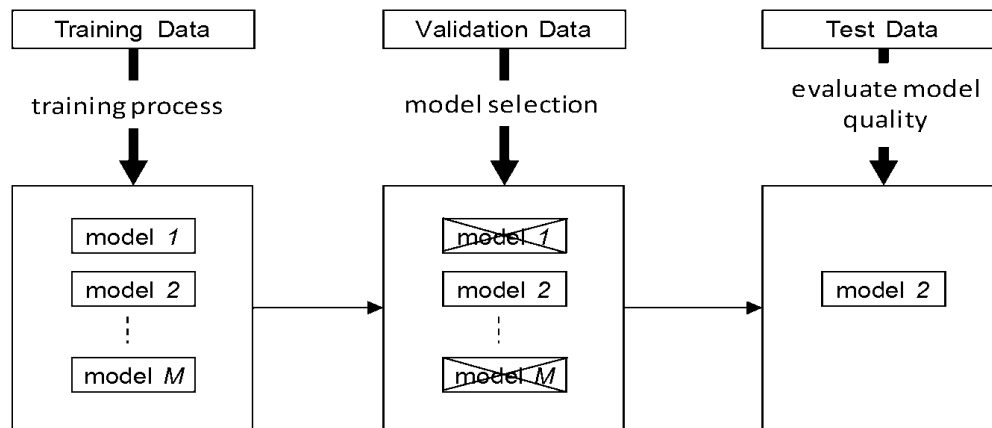 Training Data
training process
model 1
model 2
model M
Validation Data
model selection
model 1
model 2
model M
Test Data
evaluate model
quality
model 2